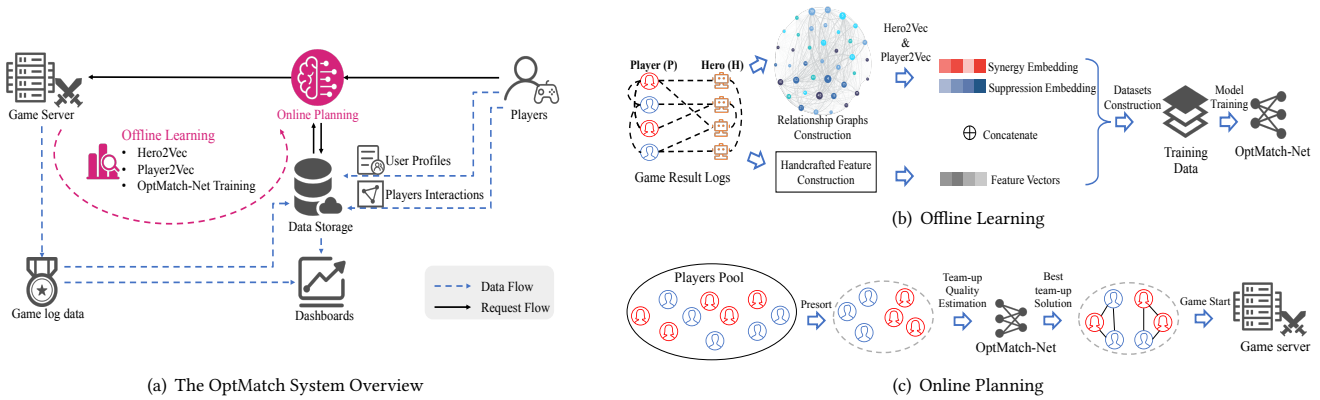 Game Server
Offline Learning
• Hero2Vec
• Player2Vec
• OptMatch-Net Training
Online Planning
Players
User Profiles
Players Interactions
Data Storage
Game log data
Dashboards
Data Flow
Request Flow
(a) The OptMatch System Overview
Player (P)
Hero (H)
Game Result Logs
Relationship Graphs
Construction
Handcrafted Feature
Construction
Hero2Vec
&
Player2Vec
Synergy Embedding
Suppression Embedding
⊕ Concatenate
Feature Vectors
Datasets
Construction
Training
Data
Model
Training
OptMatch-Net
(b) Offline Learning
Players Pool
Presort
Team-up
Quality
Estimation
OptMatch-Net
Best
team-up
Solution
Game Start
Game server
(c) Online Planning